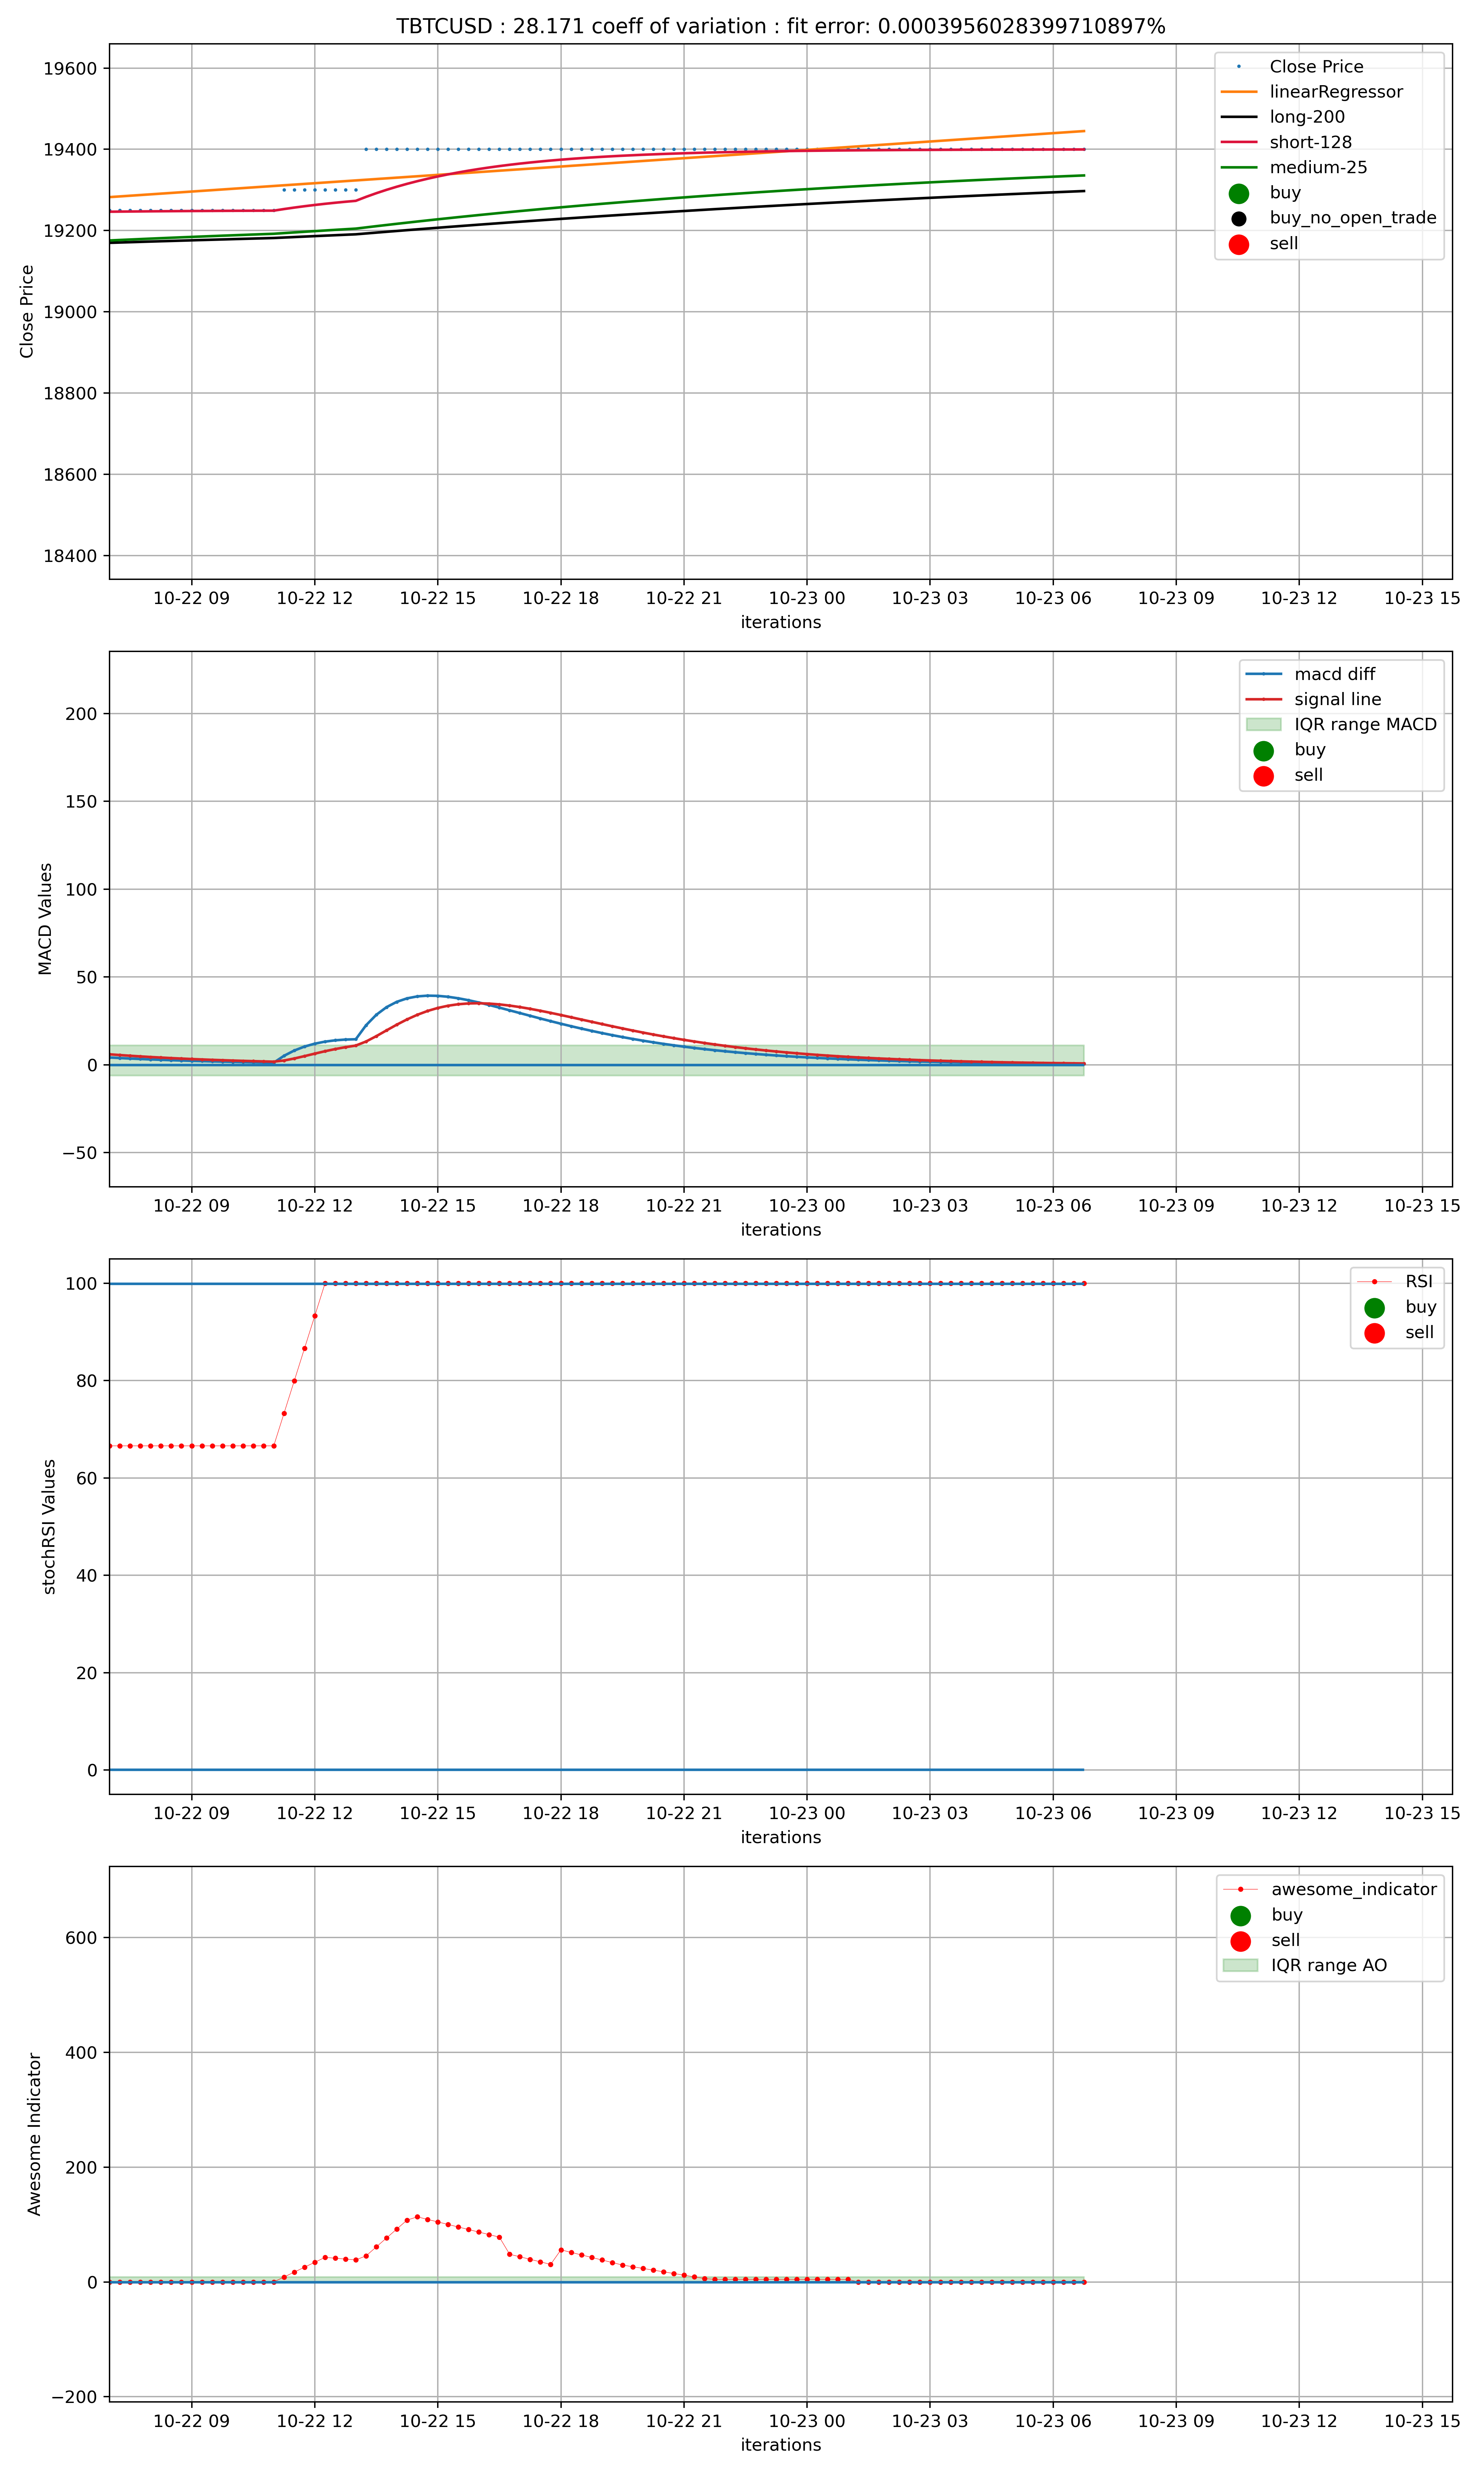 TBTCUSD : 28.171 coeff of variation : fit error: 0.0003956028399710897%
19600
19400
19200
19000
18800
18600
18400
Close Price
Close Price
linearRegressor
long-200
short-128
medium-25
buy
buy_no_open_trade
sell
10-22 09 10-22 12 10-22 15 10-22 18 10-22 21 10-23 00 10-23 03 10-23 06 10-23 09 10-23 12 10-23 15
iterations
200
150
100
50
0
−50
MACD Values
macd diff
signal line
IQR range MACD
buy
sell
10-22 09 10-22 12 10-22 15 10-22 18 10-22 21 10-23 00 10-23 03 10-23 06 10-23 09 10-23 12 10-23 15
iterations
100
80
60
40
20
0
stochRSI Values
RSI
buy
sell
10-22 09 10-22 12 10-22 15 10-22 18 10-22 21 10-23 00 10-23 03 10-23 06 10-23 09 10-23 12 10-23 15
iterations
600
400
200
0
−200
Awesome Indicator
awesome_indicator
buy
sell
IQR range AO
10-22 09 10-22 12 10-22 15 10-22 18 10-22 21 10-23 00 10-23 03 10-23 06 10-23 09 10-23 12 10-23 15
iterations